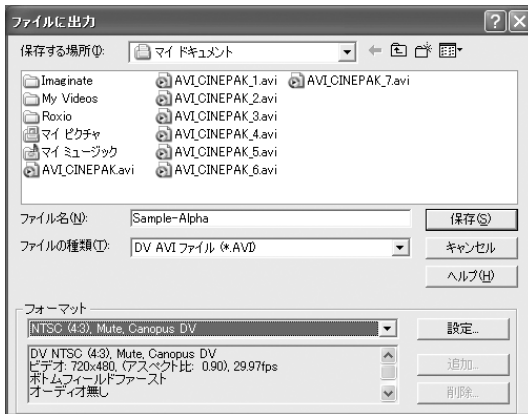 ファイルに出力
保存する場所(I):
マイ ドキュメント
Imaginate
My Videos
Roxio
マイ ピクチャ
マイ ミュージック
AVI_CINEPAK.avi
AVI_CINEPAK_1.avi
AVI_CINEPAK_2.avi
AVI_CINEPAK_3.avi
AVI_CINEPAK_4.avi
AVI_CINEPAK_5.avi
AVI_CINEPAK_6.avi
AVI_CINEPAK_7.avi
ファイル名(N):
Sample-Alpha
保存(S)
ファイルの種類(T):
DV AVI ファイル (*.AVI)
キャンセル
ヘルプ(H)
フォーマット
NTSC (4:3), Mute, Canopus DV
設定...
DV NTSC (4:3), Mute, Canopus DV
ビデオ: 720x480, (アスペクト比: 0.90), 29.97fps
ボトムフィールドファースト
オーディオ無し
追加...
削除...